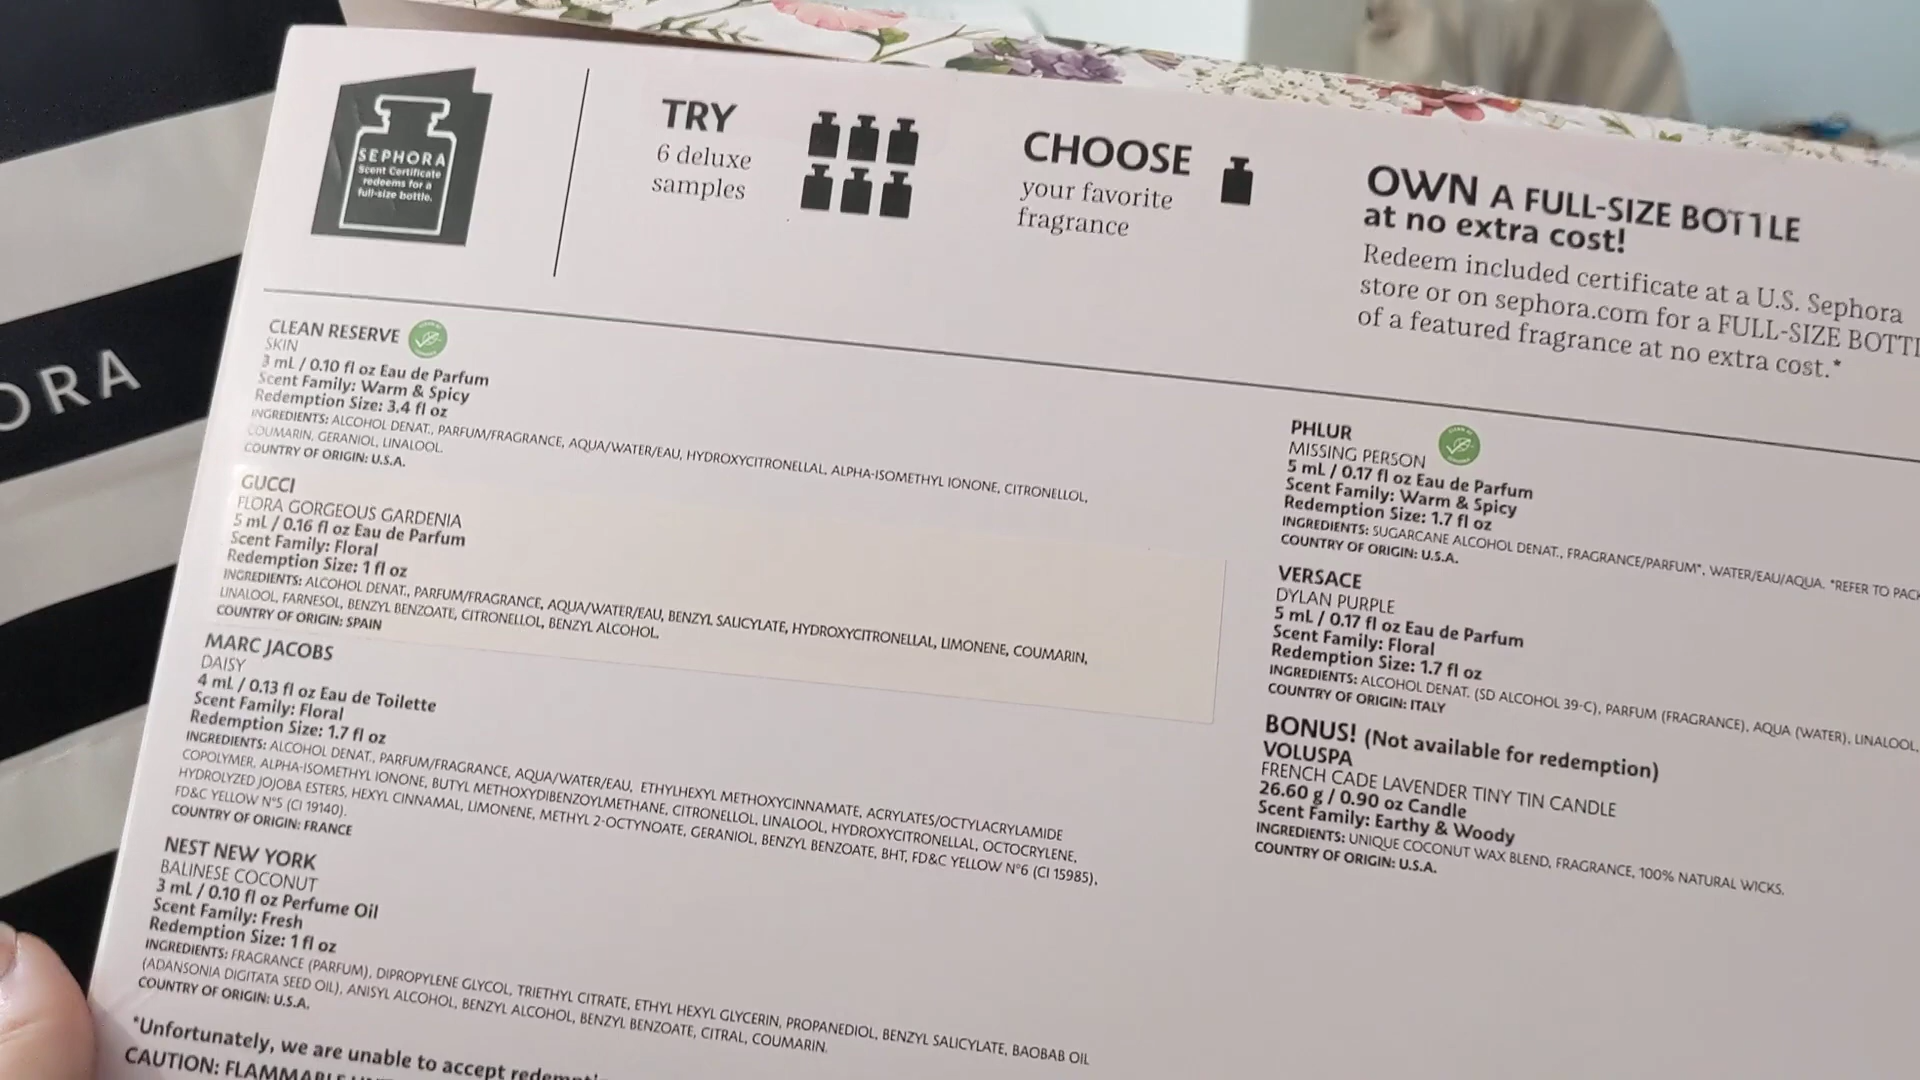 ORA
SEPHORA
Scent Certificate
redeems for a
full-size bottle.
TRY
6 deluxe
samples
CHOOSE
your favorite
fragrance
OWN A FULL-SIZE BOTTLE
at no extra cost!
Redeem included certificate at a U.S. Sephora
store or on sephora.com for a FULL-SIZE
of a featured fragrance at no extra cost.*
CLEAN RESERVE
SKIN
3 mL / 0.10 fl oz Eau de Parfum
Scent Family: Warm & Spicy
Redemption Size: 3.4 fl oz
INGREDIENTS: ALCOHOL DENAT., PARFUM/FRAGRANCE, AQUA/WATER/EAU, HYDROXYCITRONELLAL, ALPHA-ISOMETHYL IONONE, CITRONELLOL,
COUMARIN, GERANIOL, LINALOOL.
COUNTRY OF ORIGIN: U.S.A.
GUCCI
FLORA GORGEOUS GARDENIA
5 mL / 0.16 fl oz Eau de Parfum
Scent Family: Floral
Redemption Size: 1 fl oz
INGREDIENTS: ALCOHOL DENAT., PARFUM/FRAGRANCE, AQUA/WATER/EAU, BENZYL SALICYLATE, HYDROXYCITRONELLAL, LIMONENE, COUMARIN,
LINALOOL, FARNESOL, BENZYL BENZOATE, CITRONELLOL, BENZYL ALCOHOL.
COUNTRY OF ORIGIN: SPAIN
MARC JACOBS
DAISY
4 mL / 0.13 fl oz Eau de Toilette
Scent Family: Floral
Redemption Size: 1.7 fl oz
INGREDIENTS: ALCOHOL DENAT., PARFUM/FRAGRANCE, AQUA/WATER/EAU, ETHYLHEXYL METHOXYCINNAMATE, ACRYLATES/OCTYLACRYLAMIDE
COPOLYMER, ALPHA-ISOMETHYL IONONE, BUTYL METHOXYDIBENZOYLMETHANE, CITRONELLOL, LINALOOL, HYDROXYCITRONELLAL, OCTOCRYLENE,
HYDROLYZED JOJOBA ESTERS, HEXYL CINNAMAL, LIMONENE, METHYL 2-OCTYNOATE, GERANIOL, BENZYL BENZOATE, BHT, FD&C YELLOW N°6 (CI 15985),
FD&C YELLOW N°5 (CI 19140).
COUNTRY OF ORIGIN: FRANCE
NEST NEW YORK
BALINESE COCONUT
3 mL / 0.10 fl oz Perfume Oil
Scent Family: Fresh
Redemption Size: 1 fl oz
INGREDIENTS: FRAGRANCE (PARFUM), DIPROPYLENE GLYCOL, TRIETHYL CITRATE, ETHYL HEXYL GLYCERIN, PROPANEDIOL, BENZYL SALICYLATE, BAOBAB OIL
(ADANSONIA DIGITATA SEED OIL), ANISYL ALCOHOL, BENZYL ALCOHOL, BENZYL BENZOATE, CITRAL, COUMARIN.
COUNTRY OF ORIGIN: U.S.A.
*Unfortunately, we are unable to accept
CAUTION:
PHLUR
MISSING PERSON
5 mL / 0.17 fl oz Eau de Parfum
Scent Family: Warm & Spicy
Redemption Size: 1.7 fl oz
INGREDIENTS: SUGARCANE ALCOHOL DENAT., FRAGRANCE/PARFUM*, WATER/EAU/AQUA. *REFER TO
COUNTRY OF ORIGIN: U.S.A.
VERSACE
DYLAN PURPLE
5 mL / 0.17 fl oz Eau de Parfum
Scent Family: Floral
Redemption Size: 1.7 fl oz
INGREDIENTS: ALCOHOL DENAT. (SD ALCOHOL 39-C), PARFUM (FRAGRANCE), AQUA (WATER), LINALOOL,
COUNTRY OF ORIGIN: ITALY
BONUS! (Not available for redemption)
VOLUSPA
FRENCH CADE LAVENDER TINY TIN CANDLE
26.60 g / 0.90 oz Candle
Scent Family: Earthy & Woody
INGREDIENTS: UNIQUE COCONUT WAX BLEND, FRAGRANCE, 100% NATURAL WICKS.
COUNTRY OF ORIGIN: U.S.A.